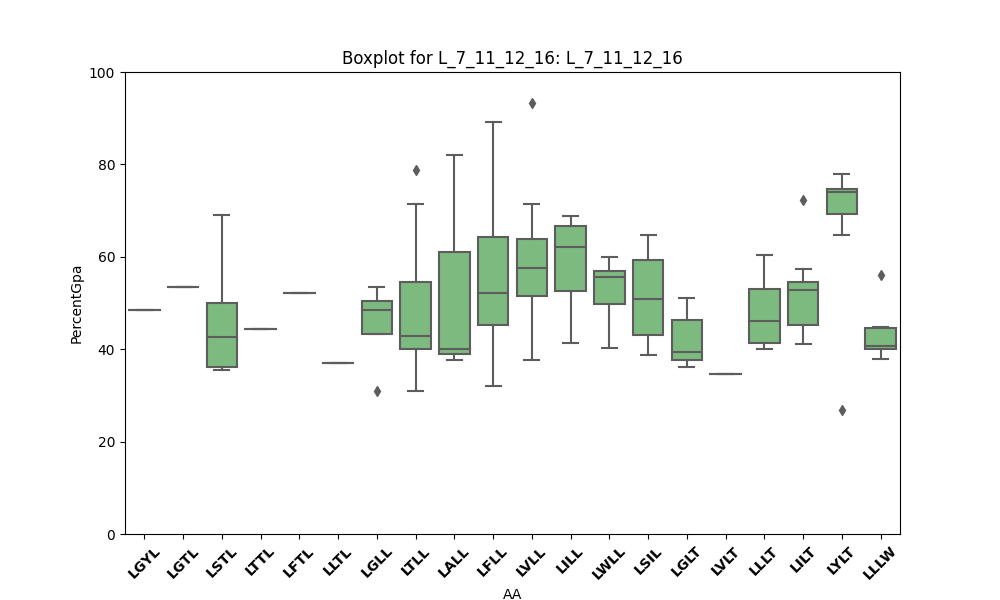 Boxplot for L_7_11_12_16: L_7_11_12_16
100
80
60
40
20
0
PercentGpa
LGYL LGTL LSTL LTTL LFTL LLTL LGLL LTLL LALL LFLL LVLL LILL LWLL LSIL LGLT LVLT LLLT LILT LYLT LLLW
AA